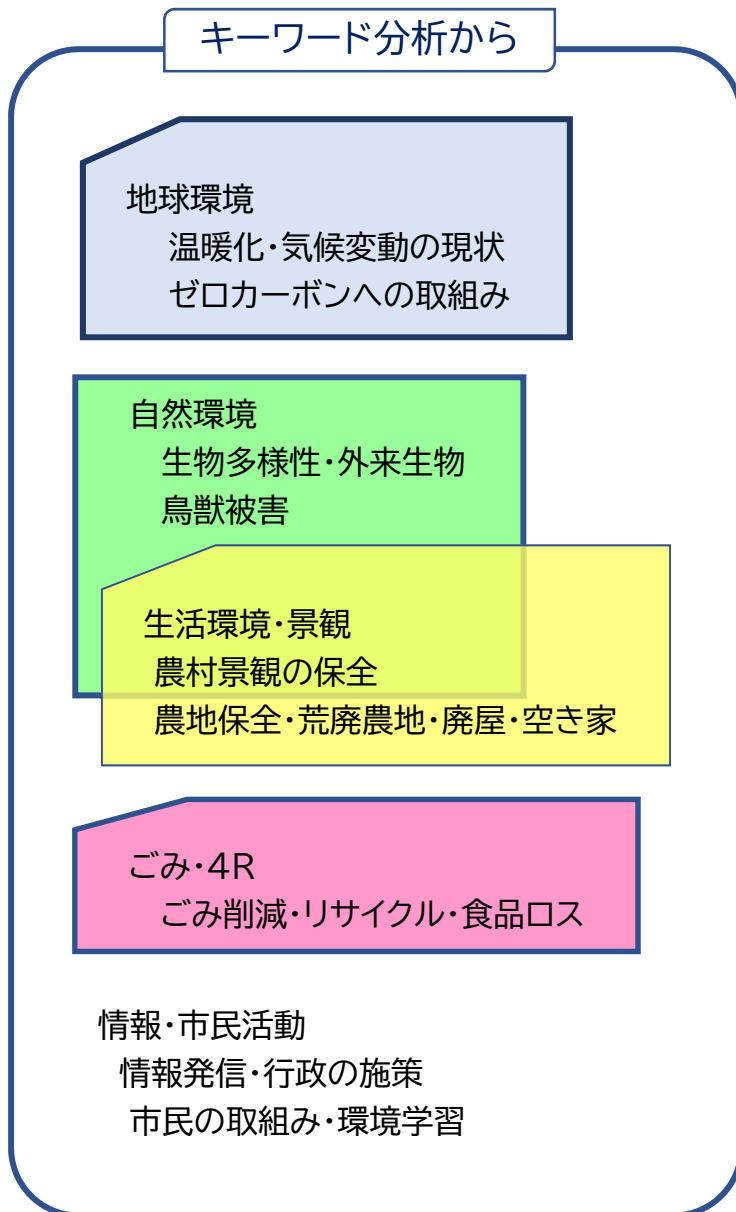 キーワード分析から
地球環境
温暖化・気候変動の現状
ゼロカーボンへの取組み
自然環境
生物多様性・外来生物
鳥獣被害
生活環境・景観
農村景観の保全
農地保全・荒廃農地・廃屋・空き家
ごみ・4R
ごみ削減・リサイクル・食品ロス
情報・市民活動
情報発信・行政の施策
市民の取組み・環境学習